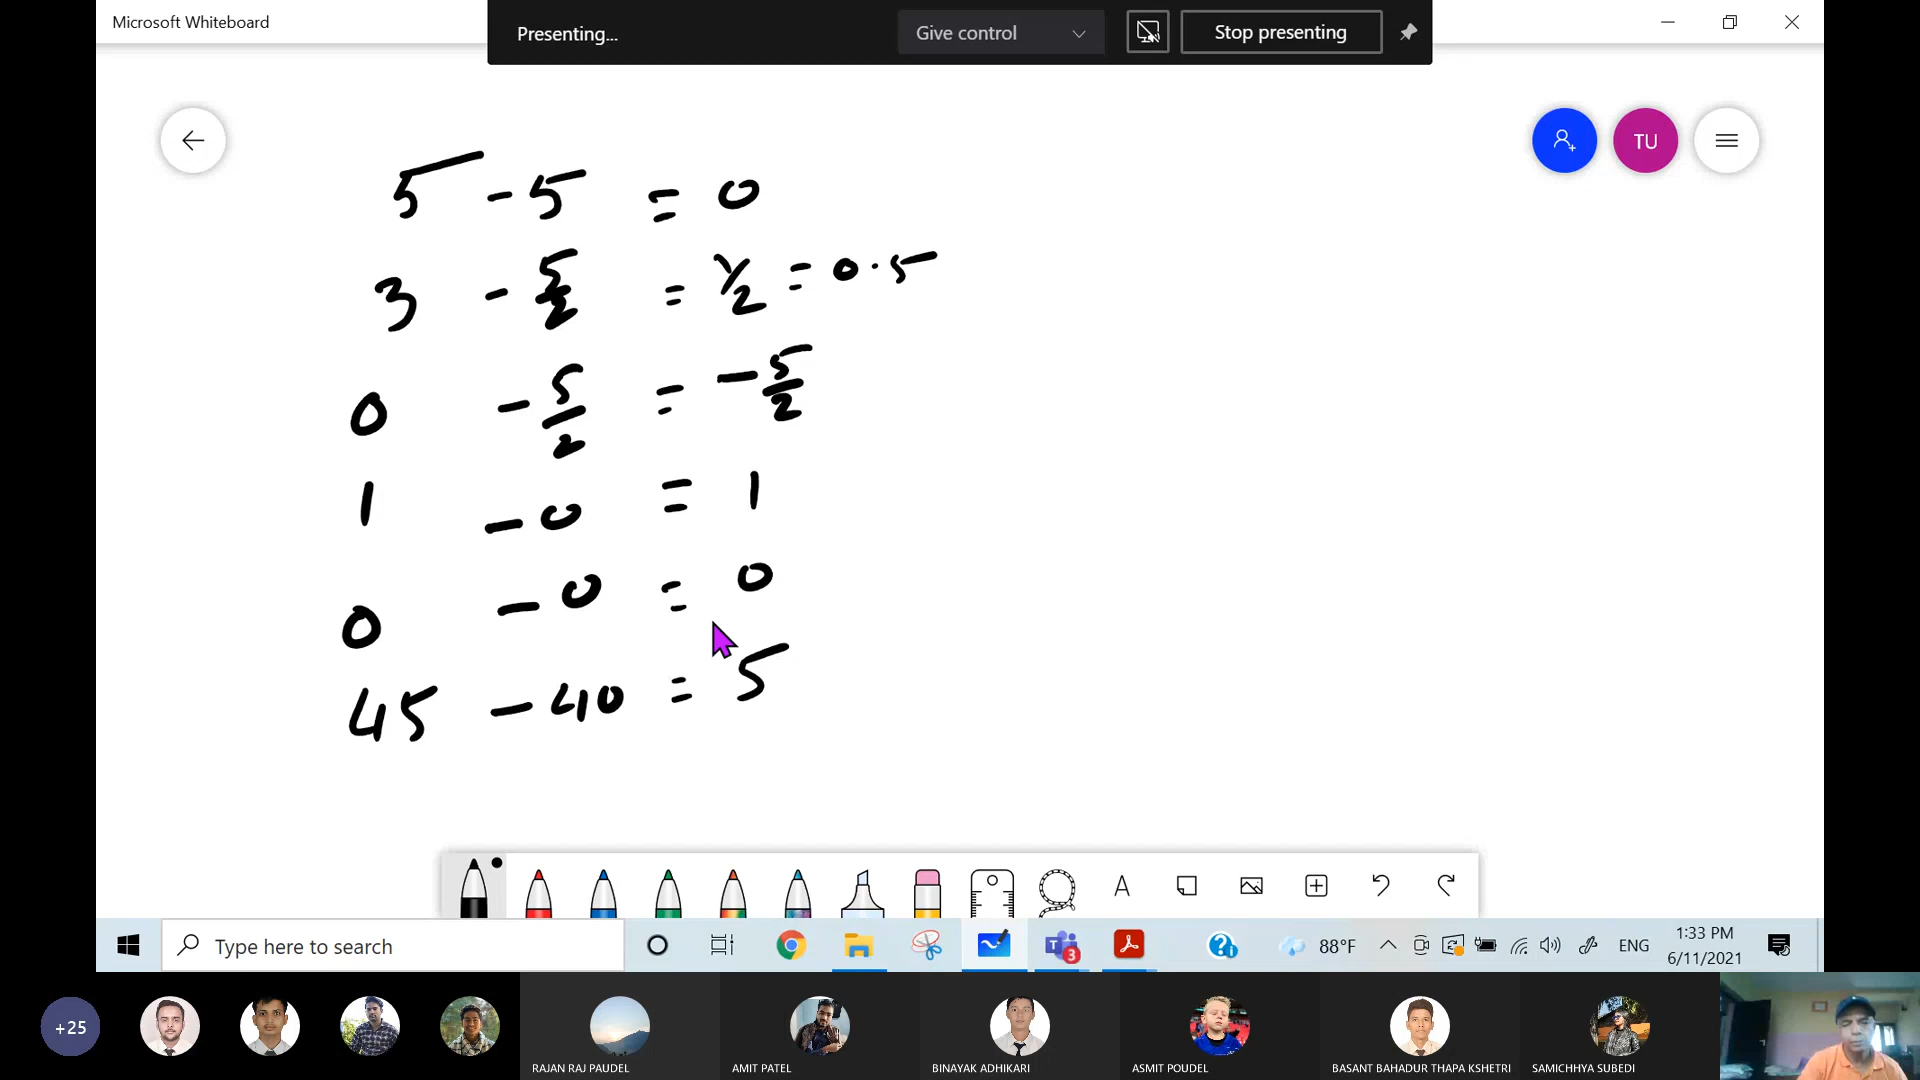 Microsoft Whiteboard
Presenting...
Give control
Stop presenting
TU
5 - 5 = 0
3 - 5/2 = 1/2 = 0.5
0 - 5/2 = - 5/2
1 - 0 = 1
0 - 0 = 0
45 - 40 = 5
A
Type here to search
3
88°F
ENG
1:33 PM
6/11/2021
+25
RAJAN RAJ PAUDEL
AMIT PATEL
BINAYAK ADHIKARI
ASMIT POUDEL
BASANT BAHADUR THAPA KSHETRI
SAMICHHYA SUBEDI